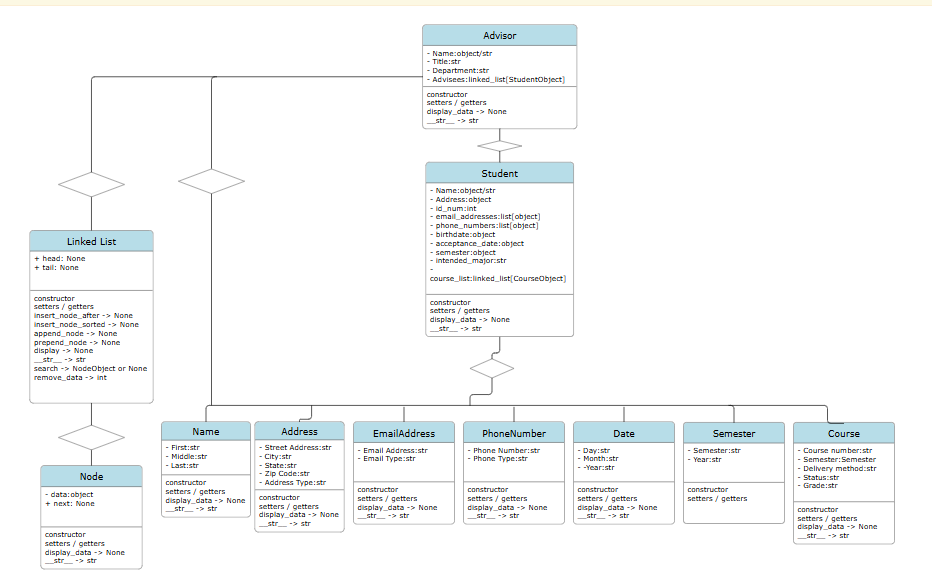 Advisor
- Name:object/str
- Title:str
- Department:str
- Advisees:linked_list[StudentObject]
constructor
setters / getters
display_data -> None
__str__ -> str
Student
- Name:object/str
- Address:object
- id_num:int
- email_addresses:list[object]
- phone_numbers:list[object]
- birthdate:object
- acceptance_date:object
- semester:object
- intended_major:str
-
course_list:linked_list[CourseObject]
constructor
setters / getters
display_data -> None
__str__ -> str
Linked List
+ head: None
+ tail: None
constructor
setters / getters
insert_node_after -> None
insert_node_sorted -> None
append_node -> None
prepend_node -> None
display -> None
__str__ -> str
search -> NodeObject or None
remove_data -> int
Node
- data:object
+ next: None
constructor
setters / getters
display_data -> None
__str__ -> str
Name
- First:str
- Middle:str
- Last:str
constructor
setters / getters
display_data -> None
__str__ -> str
Address
- Street Address:str
- City:str
- State:str
- Zip Code:str
- Address Type:str
constructor
setters / getters
display_data -> None
__str__ -> str
EmailAddress
- Email Address:str
- Email Type:str
constructor
setters / getters
display_data -> None
__str__ -> str
PhoneNumber
- Phone Number:str
- Phone Type:str
constructor
setters / getters
display_data -> None
__str__ -> str
Date
- Day:str
- Month:str
- -Year:str
constructor
setters / getters
display_data -> None
__str__ -> str
Semester
- Semester:str
- Year:str
constructor
setters / getters
Course
- Course number:str
- Semester:Semester
- Delivery method:str
- Status:str
- Grade:str
constructor
setters / getters
display_data -> None
__str__ -> str